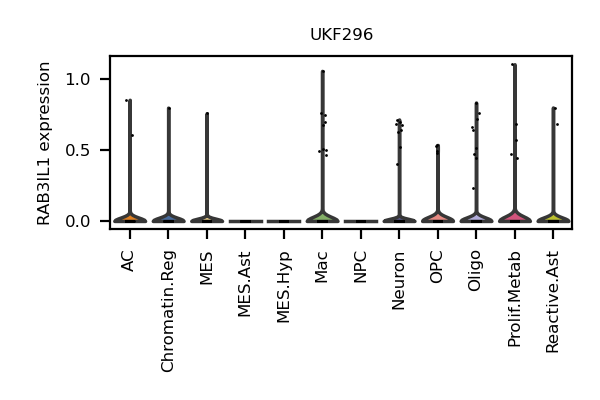 UKF296
RAB3IL1 expression
1.0
0.5
0.0
AC
Chromatin.Reg
MES
MES.Ast
MES.Hyp
Mac
NPC
Neuron
OPC
Oligo
Prolif.Metab
Reactive.Ast